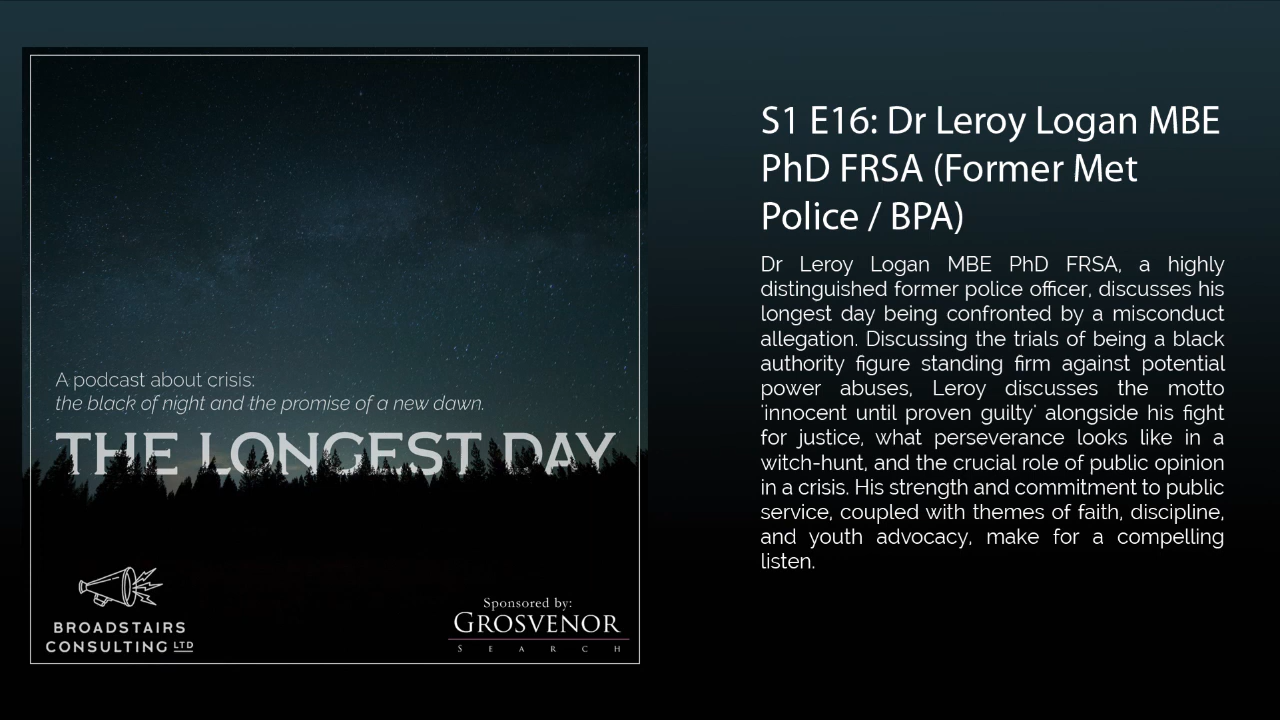 A podcast about crisis:
the black of night and the promise of a new dawn.
THE LONGEST DAY
BROADSTAIRS
CONSULTING LTD
Sponsored by:
GROSVENOR
SEARCH
S1 E16: Dr Leroy Logan MBE
PhD FRSA (Former Met
Police / BPA)
Dr Leroy Logan MBE PhD FRSA, a highly
distinguished former police officer, discusses his
longest day being confronted by a misconduct
allegation. Discussing the trials of being a black
authority figure standing firm against potential
power abuses, Leroy discusses the motto
'innocent until proven guilty' alongside his fight
for justice, what perseverance looks like in a
witch-hunt, and the crucial role of public opinion
in a crisis. His strength and commitment to public
service, coupled with themes of faith, discipline,
and youth advocacy, make for a compelling
listen.